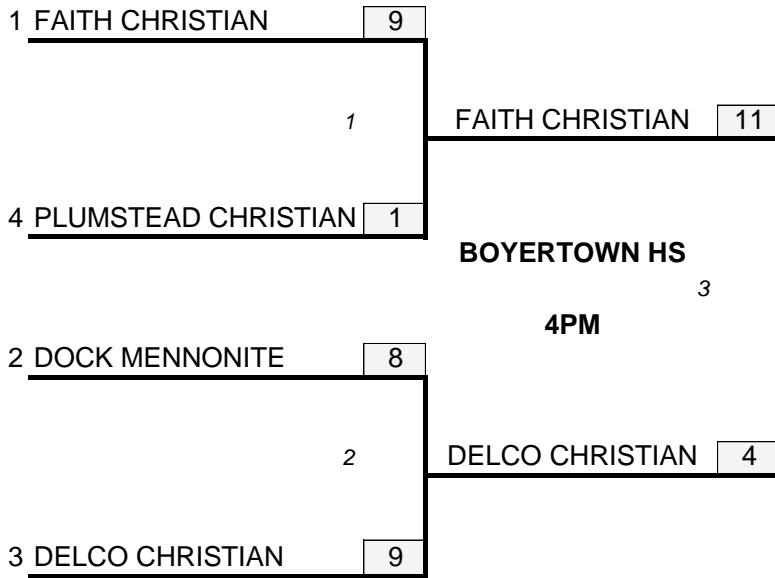 1 FAITH CHRISTIAN 9
1
FAITH CHRISTIAN 11
4 PLUMSTEAD CHRISTIAN 1
BOYERTOWN HS
3
4PM
2 DOCK MENNONITE 8
2
DELCO CHRISTIAN 4
3 DELCO CHRISTIAN 9